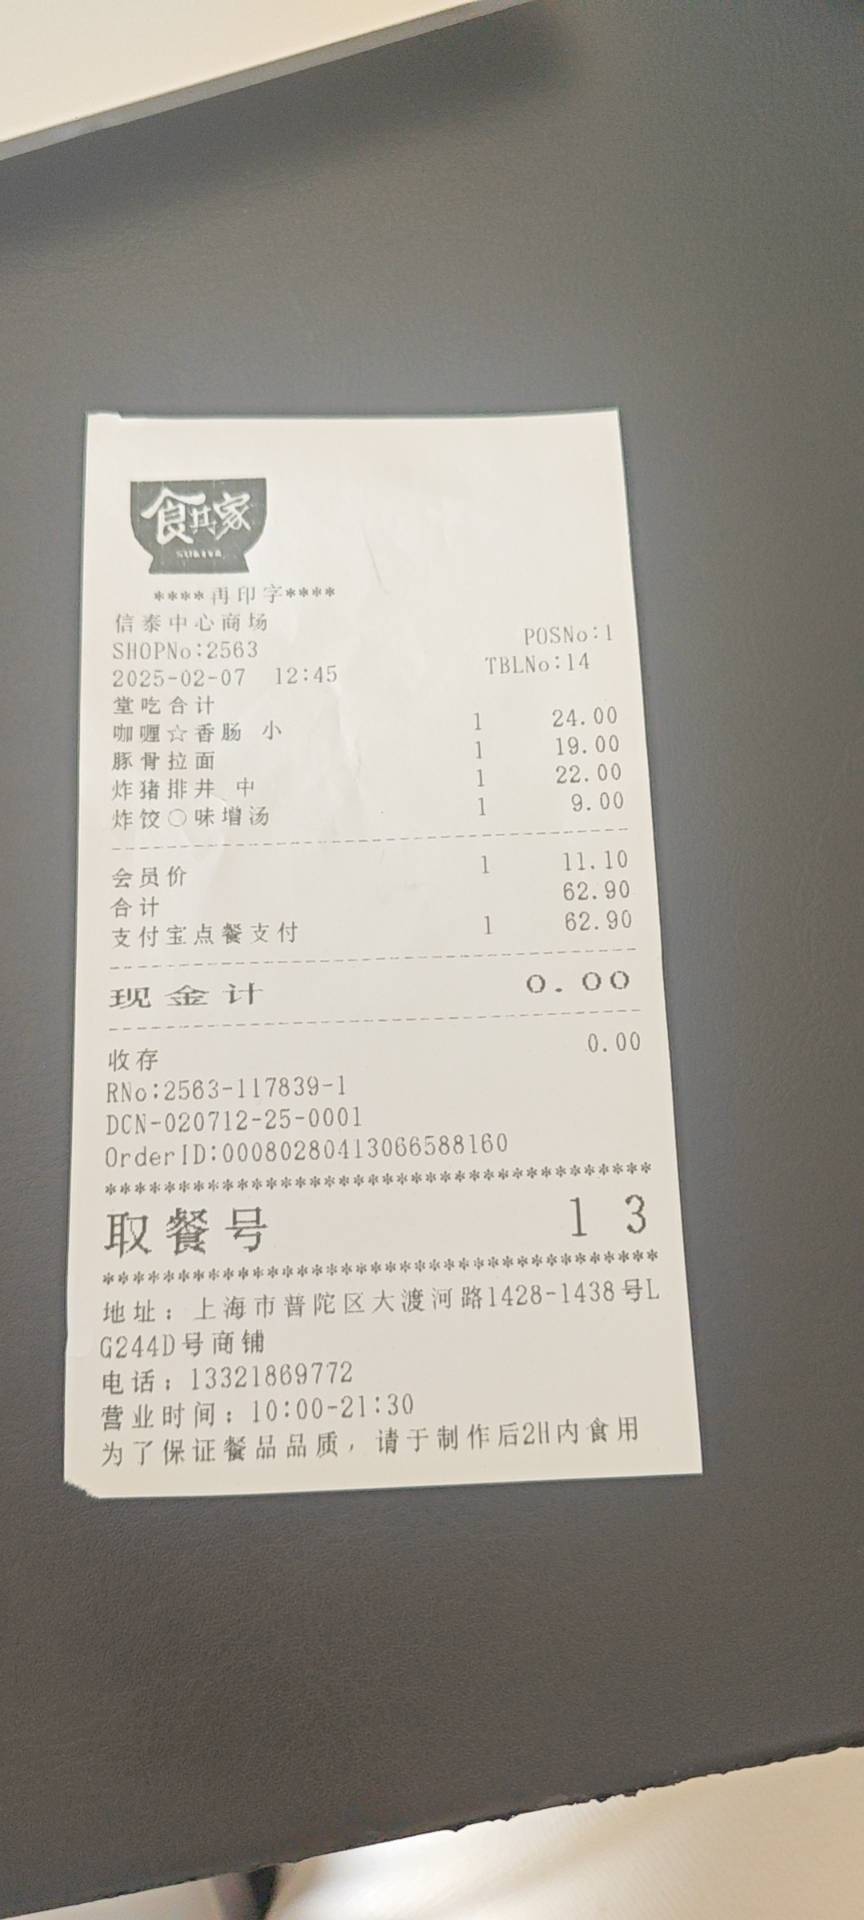 食其家
SUKIYA
****再印字****
信泰中心商场
SHOPNo:2563 POSNo:1
2025-02-07 12:45 TBLNo:14
堂吃合计
咖喱☆香肠 小 1 24.00
豚骨拉面 1 19.00
炸猪排丼 中 1 22.00
炸饺○味增汤 1 9.00
会员价 1 11.10
合计 62.90
支付宝点餐支付 1 62.90
现金计 0.00
收存 0.00
RNo:2563-117839-1
DCN-020712-25-0001
OrderID:00080280413066588160
**************************************
取餐号 13
**************************************
地址：上海市普陀区大渡河路1428-1438号L
G244D号商铺
电话：13321869772
营业时间：10:00-21:30
为了保证餐品品质，请于制作后2H内食用